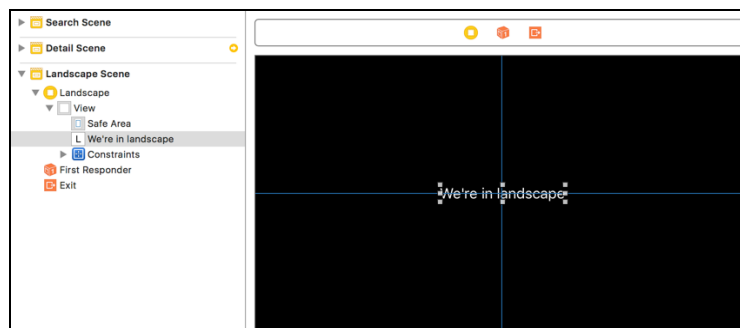 Search Scene
Detail Scene
Landscape Scene
Landscape
View
Safe Area
L We're in landscape
Constraints
First Responder
Exit
We're in landscape